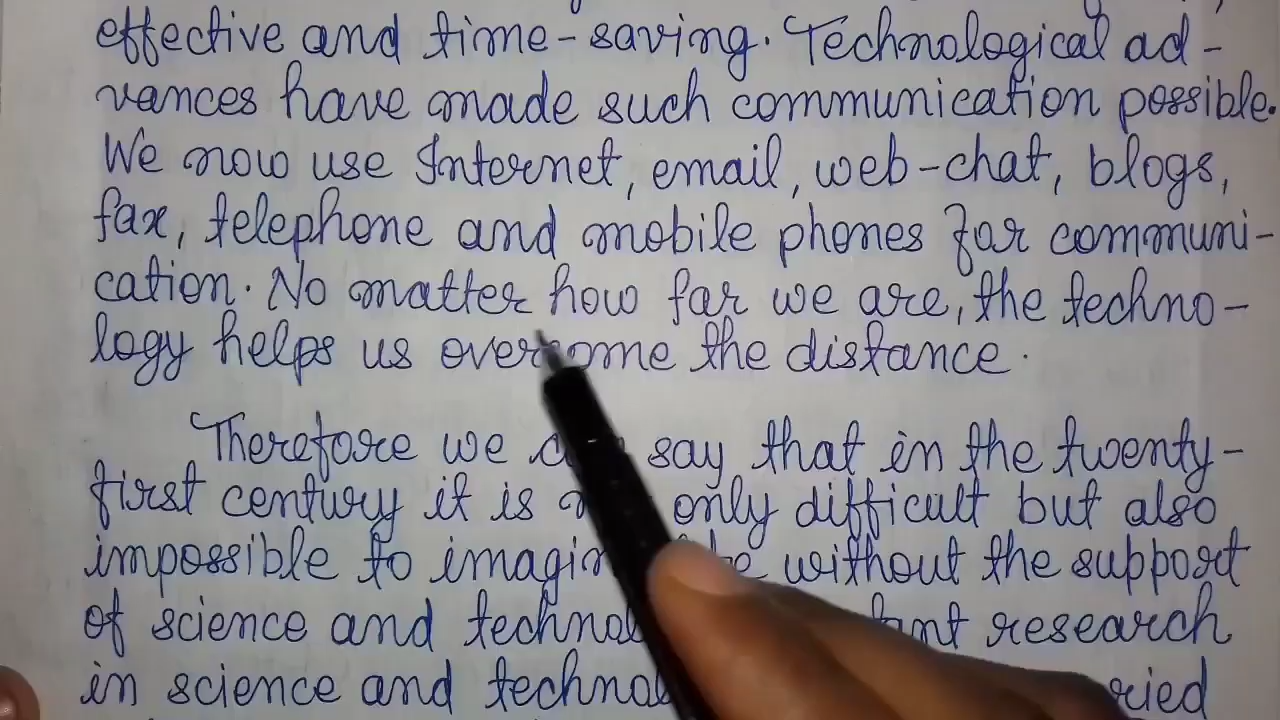 effective and time-saving. Technological ad-
vances have made such communication possible.
We now use Internet, email, web-chat, blogs,
fax, telephone and mobile phones for communi-
cation. No matter how far we are, the techno-
logy helps us overcome the distance.
Therefore we say that in the twenty-
first century it is only difficult but also
impossible to without the support
of science and research
in science and